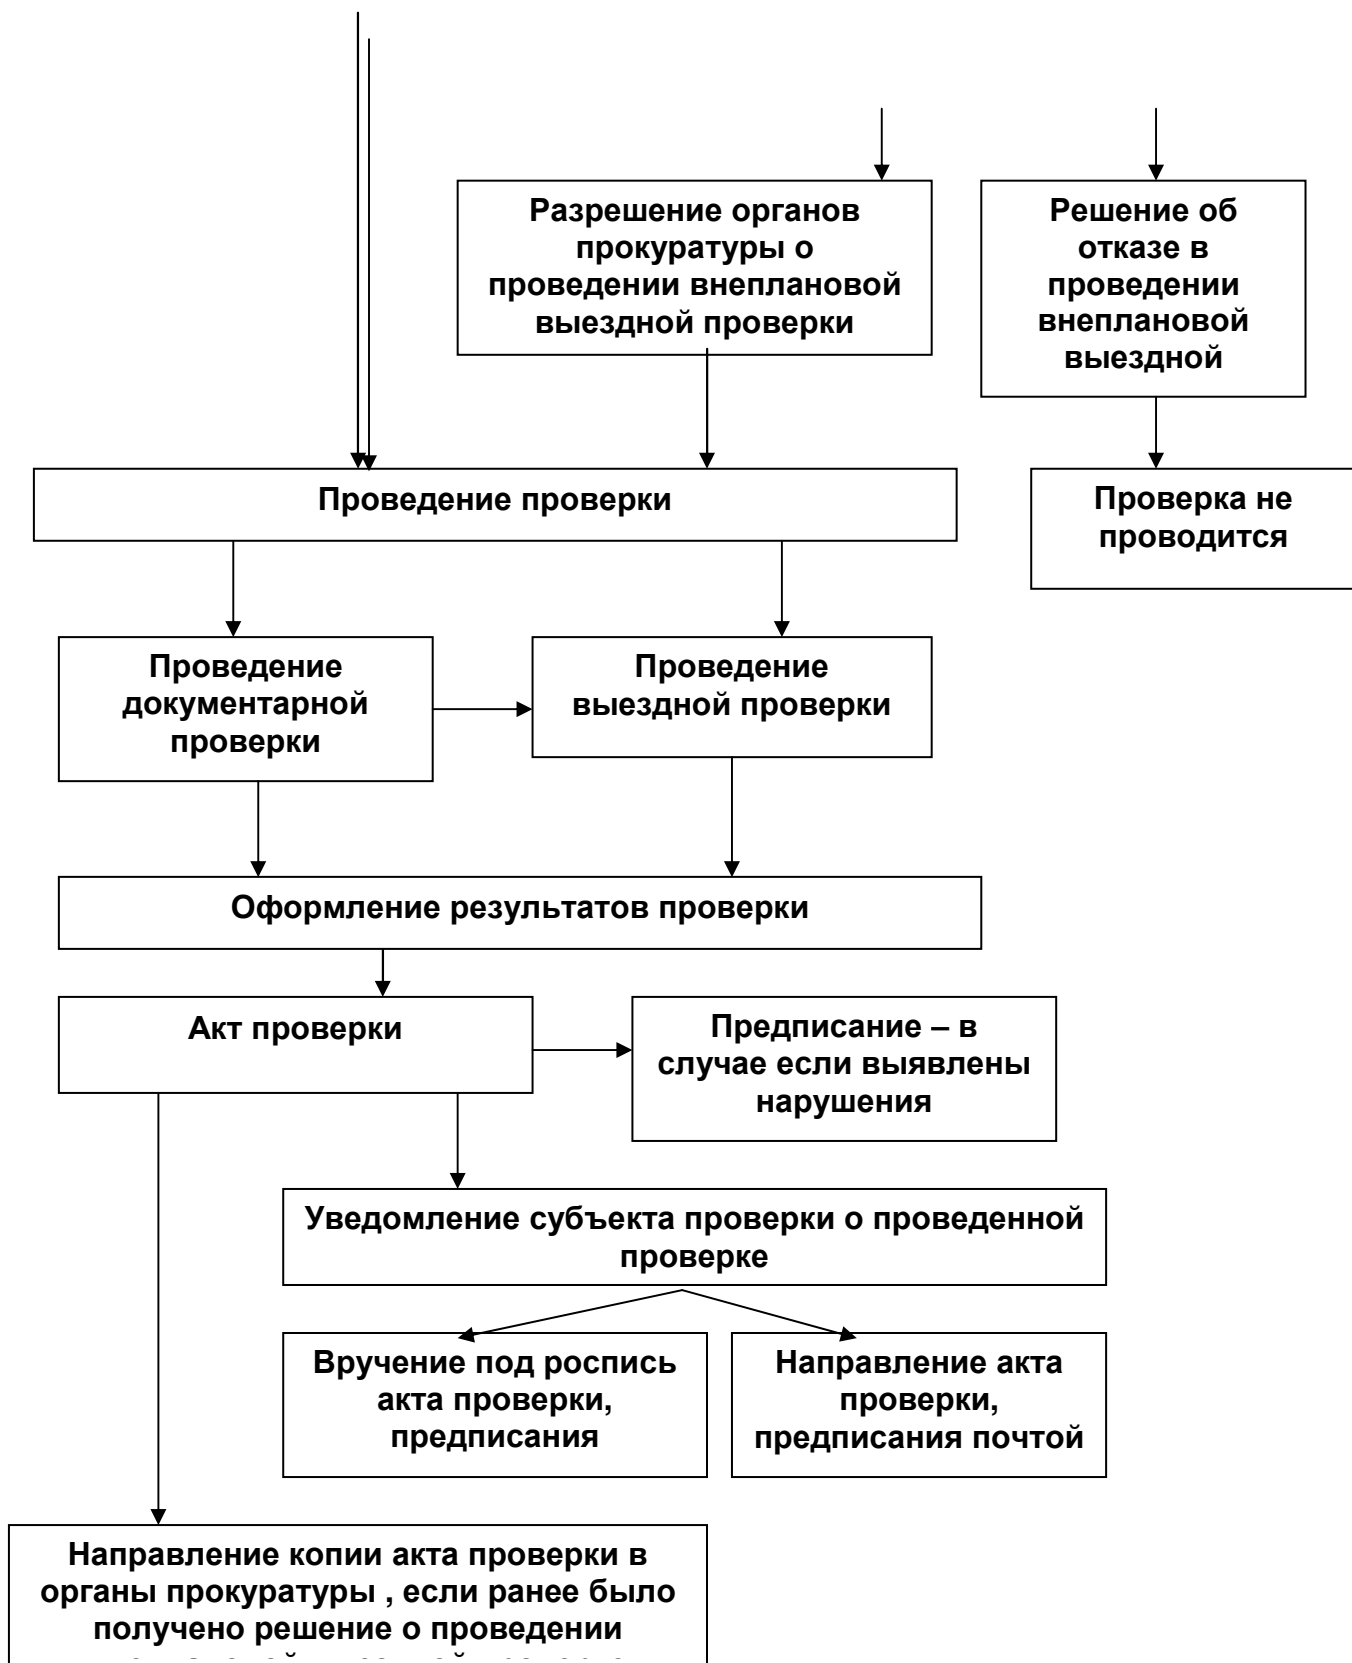 Разрешение органов
прокуратуры о
проведении внеплановой
выездной проверки
Решение об
отказе в
проведении
внеплановой
выездной
Проведение проверки
Проверка не
проводится
Проведение
документарной
проверки
Проведение
выездной проверки
Оформление результатов проверки
Акт проверки
Предписание – в
случае если выявлены
нарушения
Уведомление субъекта проверки о проведенной
проверке
Вручение под роспись
акта проверки,
предписания
Направление акта
проверки,
предписания почтой
Направление копии акта проверки в
органы прокуратуры , если ранее было
получено решение о проведении